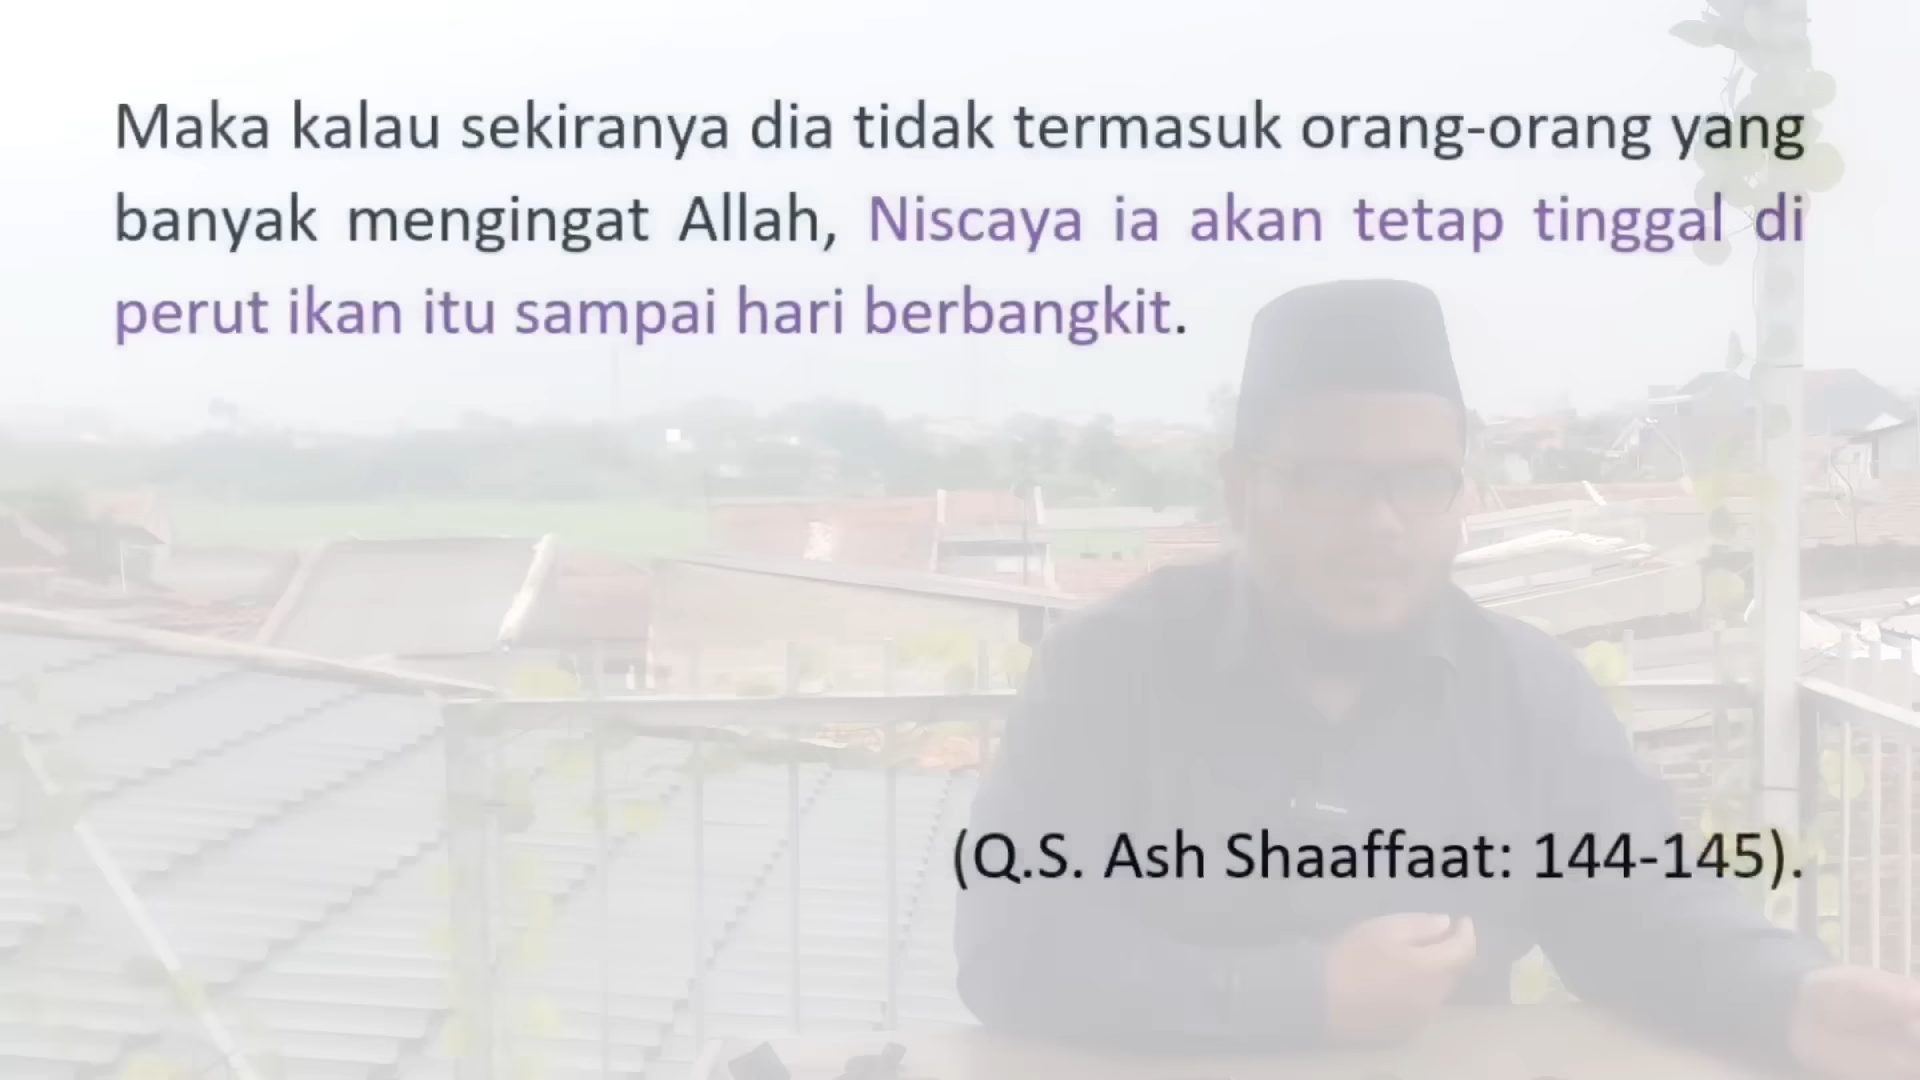 Maka kalau sekiranya dia tidak termasuk orang-orang yang
banyak mengingat Allah, Niscaya ia akan tetap tinggal di
perut ikan itu sampai hari berbangkit.
(Q.S. Ash Shaaffaat: 144-145).